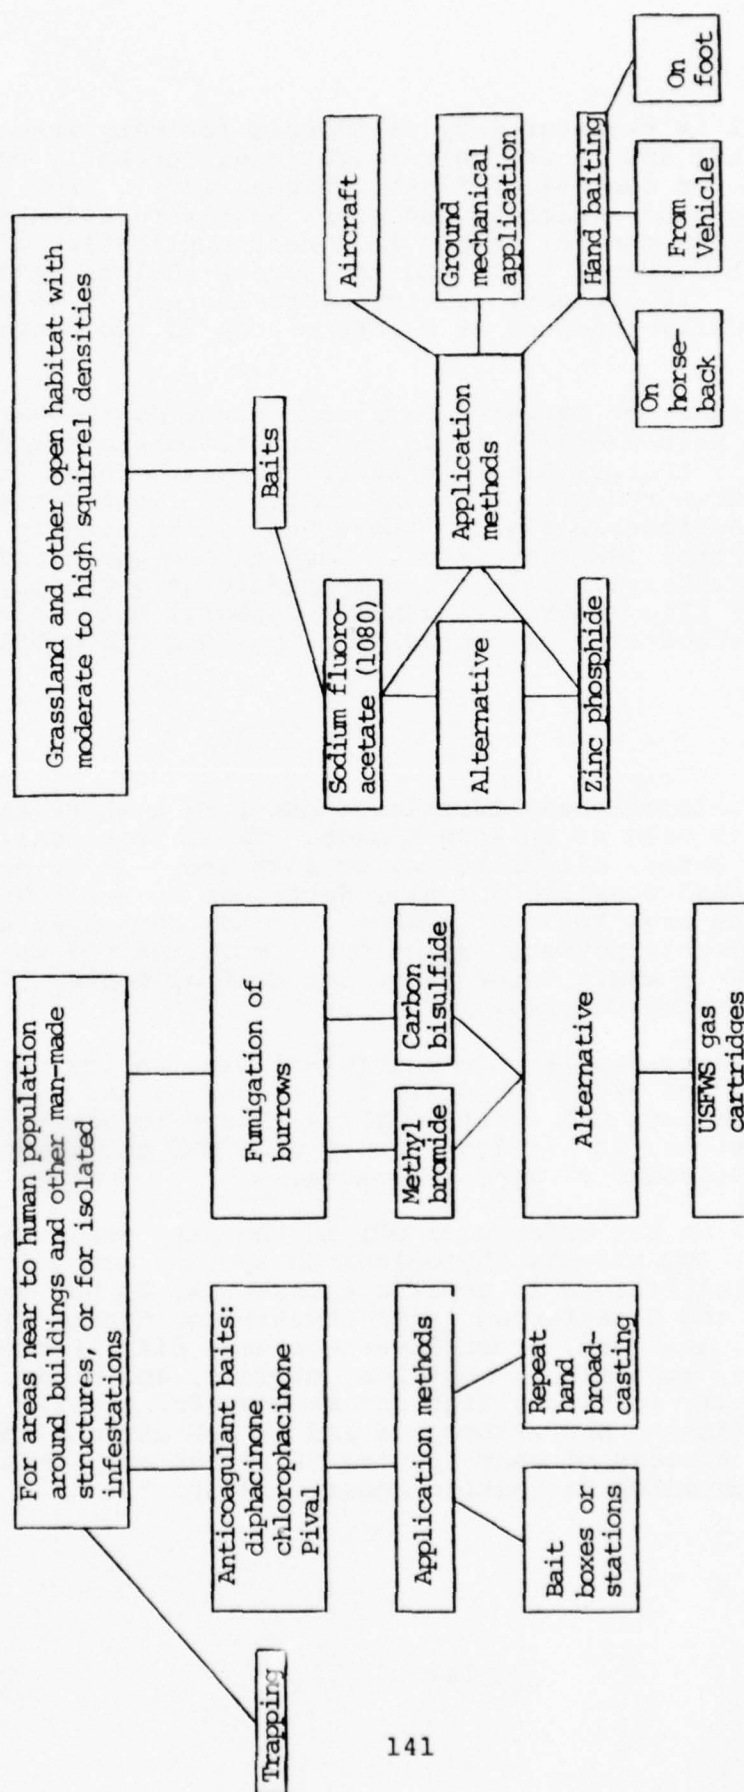 For areas near to human population
around buildings and other man-made
structures, or for isolated
infestations
Trapping
Anticoagulant baits:
diphacinone
chlorophacinone
Pival
Application methods
Bait
boxes or
stations
Repeat
hand
broad-
casting
Fumigation of
burrows
Methyl
bromide
Carbon
bisulfide
Alternative
USFWS gas
cartridges
Grassland and other open habitat with
moderate to high squirrel densities
Baits
Sodium fluoro-
acetate (1080)
Alternative
Zinc phosphide
Application
methods
Aircraft
Ground
mechanical
application
Hand baiting
On
horse-
back
From
Vehicle
On
foot
141